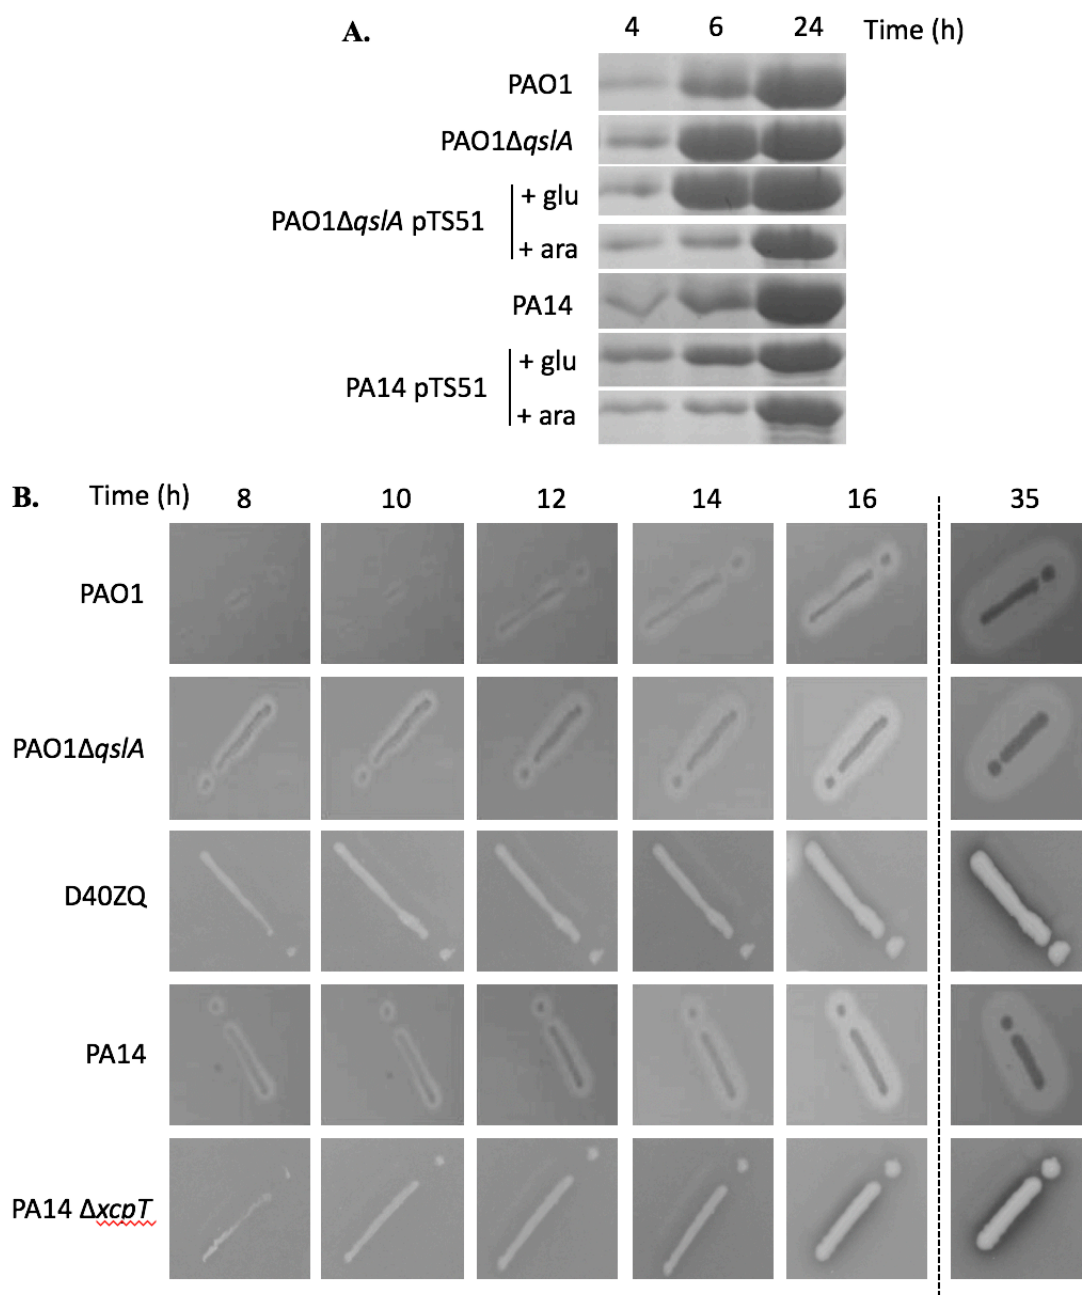 A. 4 6 24 Time (h)
PAO1
PAO1ΔqslA
+ glu
PAO1ΔqslA pTS51
+ ara
PA14
+ glu
PA14 pTS51
+ ara
B. Time (h) 8 10 12 14 16 35
PAO1
PAO1ΔqslA
D40ZQ
PA14
PA14 ΔxcpT